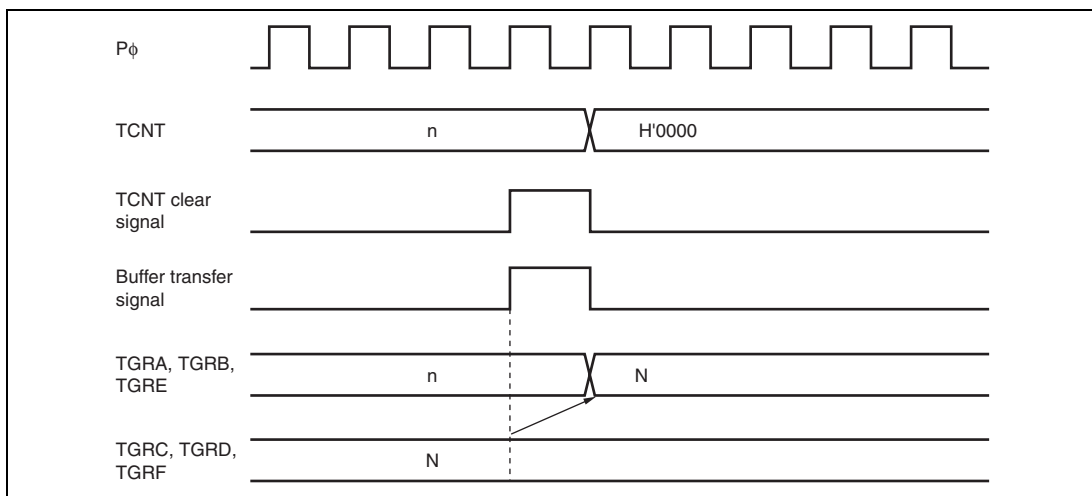 Pφ
TCNT
n
H'0000
TCNT clear
signal
Buffer transfer
signal
TGRA, TGRB,
TGRE
n
N
TGRC, TGRD,
TGRF
N